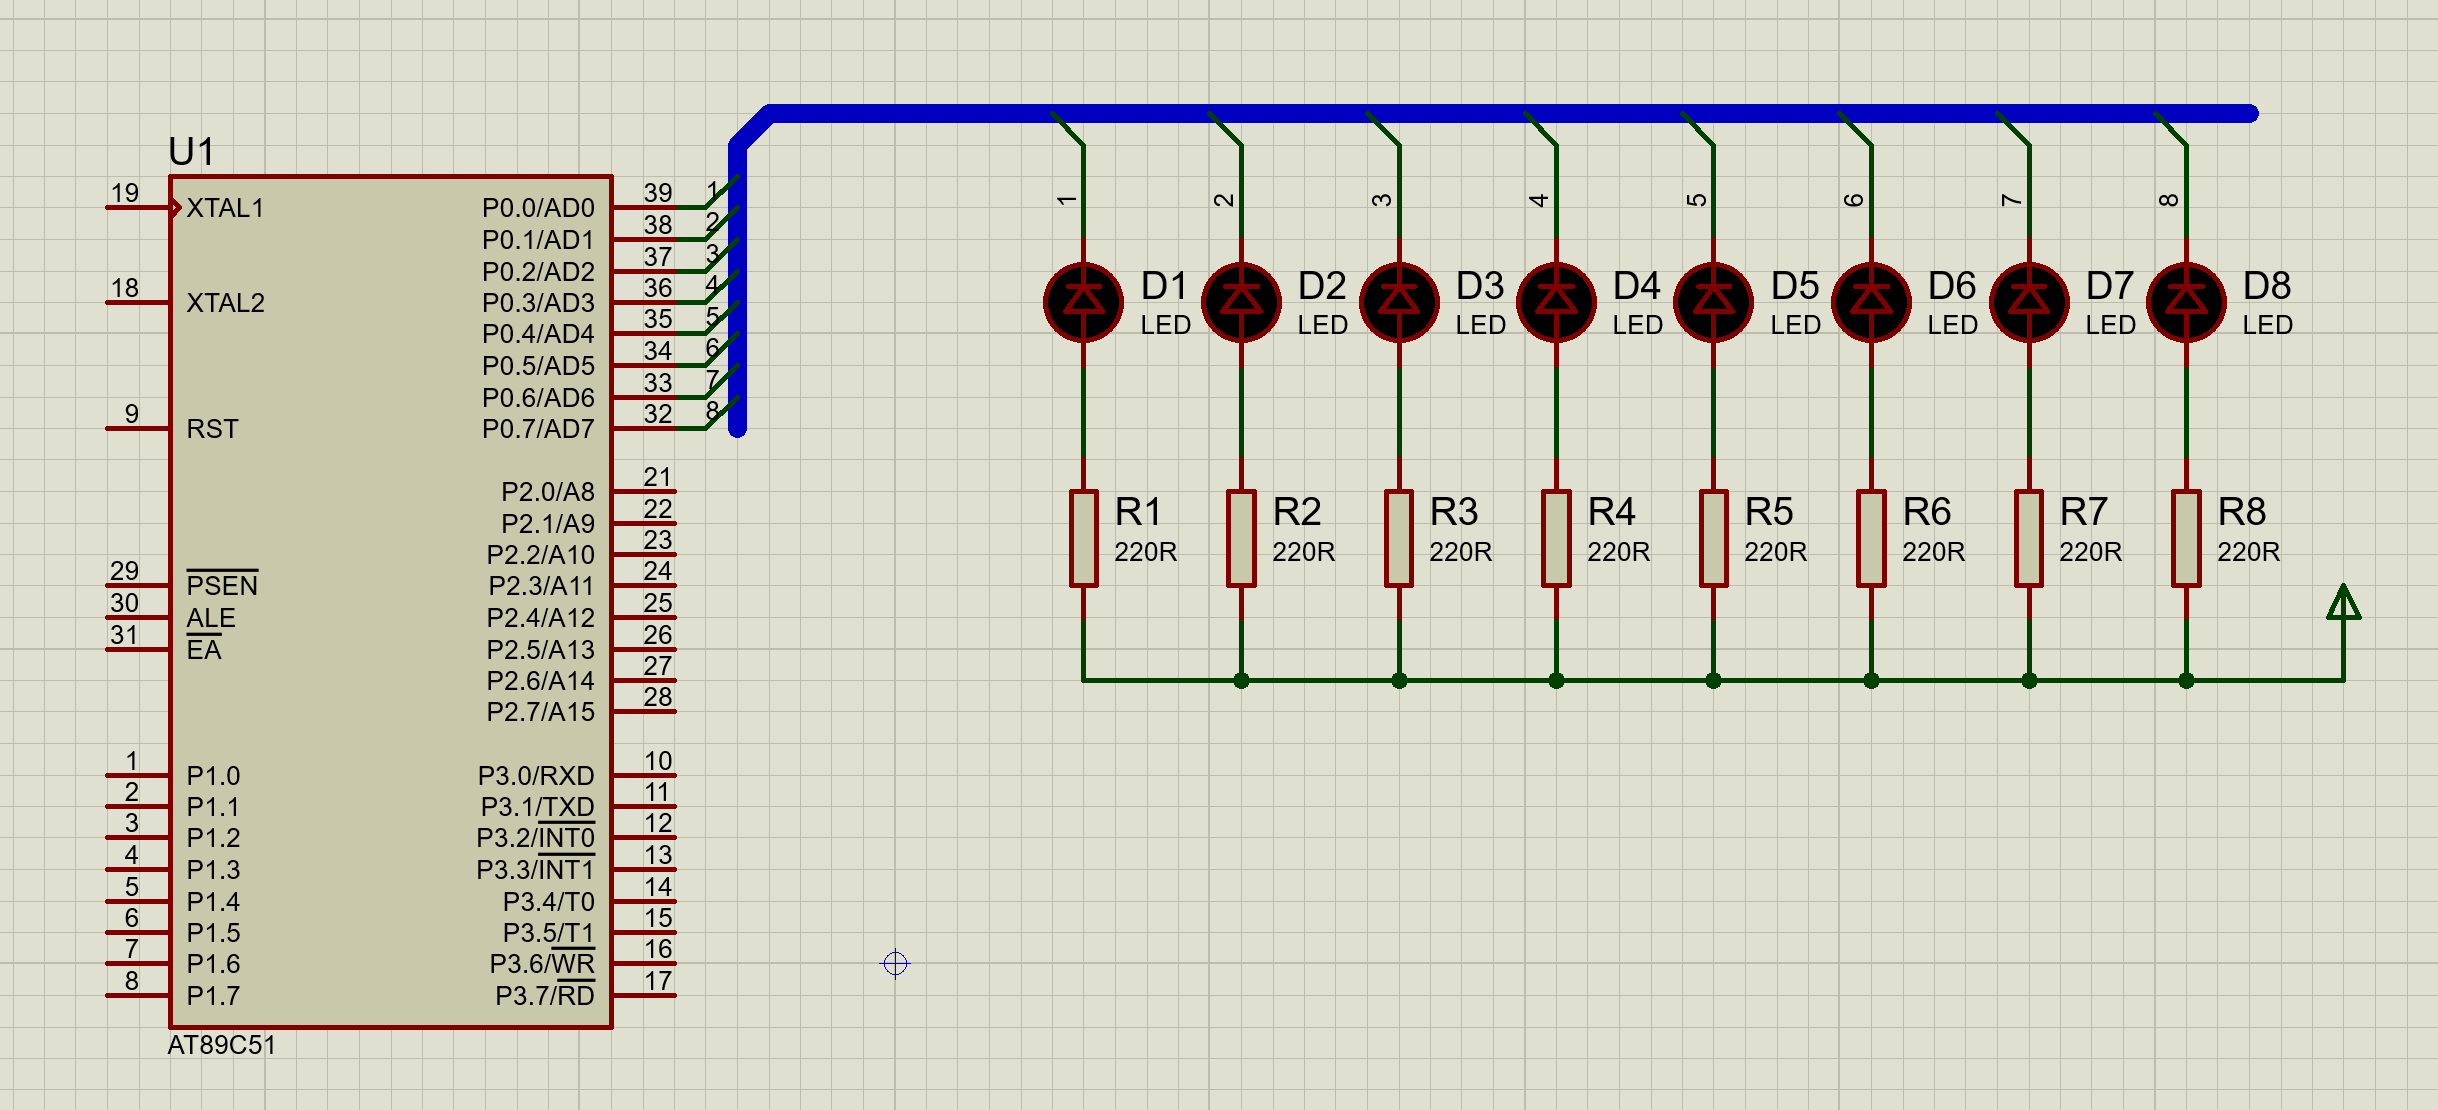 U1
19 XTAL1
18 XTAL2
9 RST
29 PSEN
30 ALE
31 EA
1 P1.0
2 P1.1
3 P1.2
4 P1.3
5 P1.4
6 P1.5
7 P1.6
8 P1.7
P0.0/AD0 39 1
P0.1/AD1 38 2
P0.2/AD2 37 3
P0.3/AD3 36 4
P0.4/AD4 35 5
P0.5/AD5 34 6
P0.6/AD6 33 7
P0.7/AD7 32 8
P2.0/A8 21
P2.1/A9 22
P2.2/A10 23
P2.3/A11 24
P2.4/A12 25
P2.5/A13 26
P2.6/A14 27
P2.7/A15 28
P3.0/RXD 10
P3.1/TXD 11
P3.2/INT0 12
P3.3/INT1 13
P3.4/T0 14
P3.5/T1 15
P3.6/WR 16
P3.7/RD 17
AT89C51
1 2 3 4 5 6 7 8
D1 D2 D3 D4 D5 D6 D7 D8
LED LED LED LED LED LED LED LED
R1 R2 R3 R4 R5 R6 R7 R8
220R 220R 220R 220R 220R 220R 220R 220R